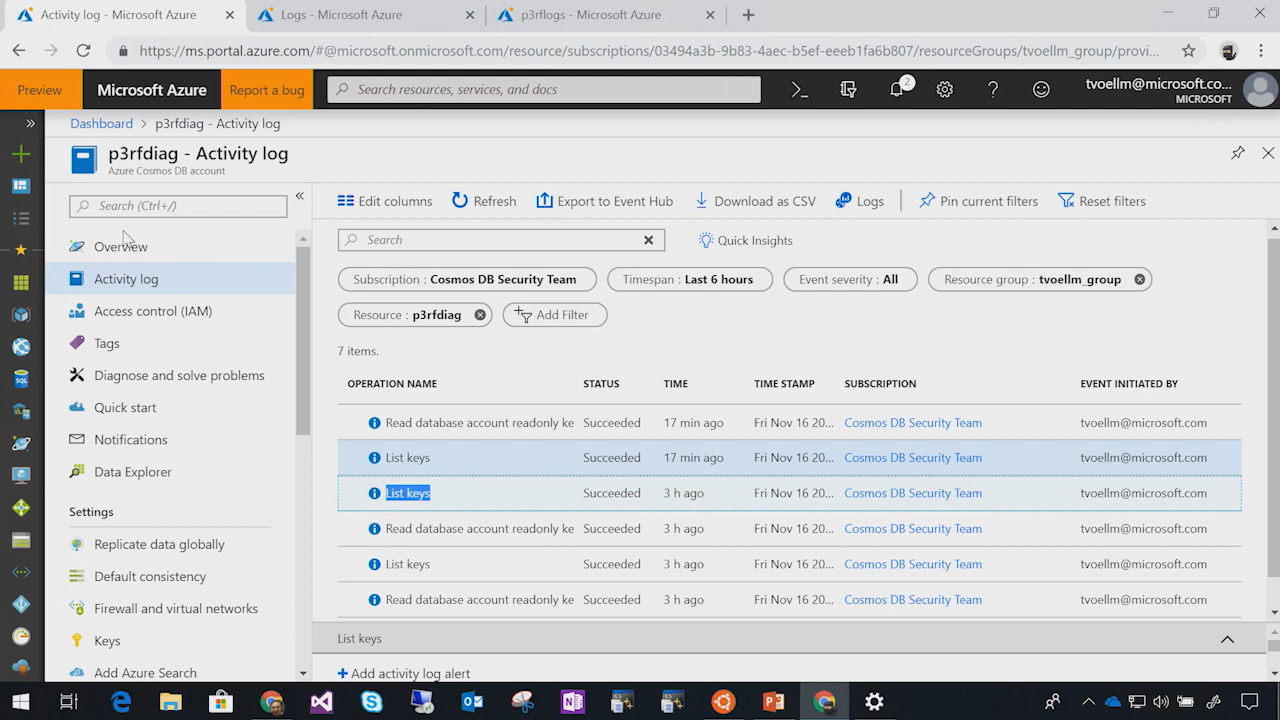 Activity log - Microsoft Azure
Logs - Microsoft Azure
p3rflogs - Microsoft Azure
https://ms.portal.azure.com/#@microsoft.onmicrosoft.com/resource/subscriptions/03494a3b-9b83-4aec-b5ef-eeeb1fa6b807/resourceGroups/tvoellm_group/provi...
Preview
Microsoft Azure
Report a bug
Search resources, services, and docs
2
tvoellm@microsoft.co...
MICROSOFT
Dashboard > p3rfdiag - Activity log
p3rfdiag - Activity log
Azure Cosmos DB account
Search (Ctrl+/)
Overview
Activity log
Access control (IAM)
Tags
Diagnose and solve problems
Quick start
Notifications
Data Explorer
Settings
Replicate data globally
Default consistency
Firewall and virtual networks
Keys
Add Azure Search
Edit columns Refresh Export to Event Hub Download as CSV Logs Pin current filters Reset filters
Search
Quick Insights
Subscription : Cosmos DB Security Team Timespan : Last 6 hours Event severity : All Resource group : tvoellm_group
Resource : p3rfdiag Add Filter
7 items.
OPERATION NAME STATUS TIME TIME STAMP SUBSCRIPTION EVENT INITIATED BY
Read database account readonly ke Succeeded 17 min ago Fri Nov 16 20... Cosmos DB Security Team tvoellm@microsoft.com
List keys Succeeded 17 min ago Fri Nov 16 20... Cosmos DB Security Team tvoellm@microsoft.com
List keys Succeeded 3 h ago Fri Nov 16 20... Cosmos DB Security Team tvoellm@microsoft.com
Read database account readonly ke Succeeded 3 h ago Fri Nov 16 20... Cosmos DB Security Team tvoellm@microsoft.com
List keys Succeeded 3 h ago Fri Nov 16 20... Cosmos DB Security Team tvoellm@microsoft.com
Read database account readonly ke Succeeded 3 h ago Fri Nov 16 20... Cosmos DB Security Team tvoellm@microsoft.com
List keys
Add activity log alert